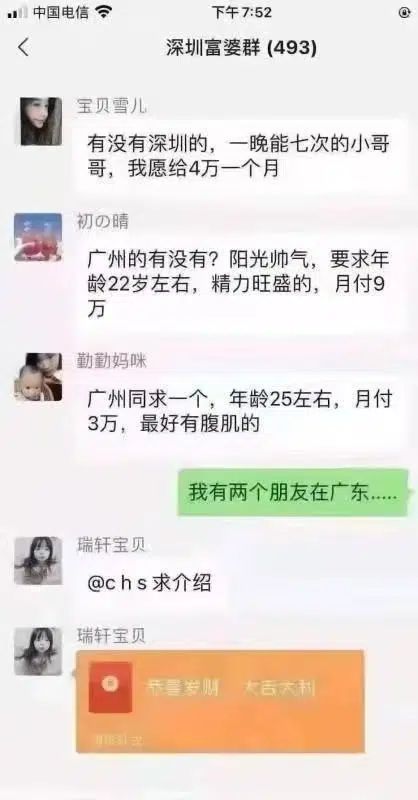 中国电信
下午7:52
深圳富婆群 (493)
宝贝雪儿
有没有深圳的，一晚能七次的小哥
哥，我愿给4万一个月
初の晴
广州的有没有？阳光帅气，要求年
龄22岁左右，精力旺盛的，月付9
万
勤勤妈咪
广州同求一个，年龄25左右，月付
3万，最好有腹肌的
我有两个朋友在广东.....
瑞轩宝贝
@c h s 求介绍
瑞轩宝贝
恭喜发财 大吉大利